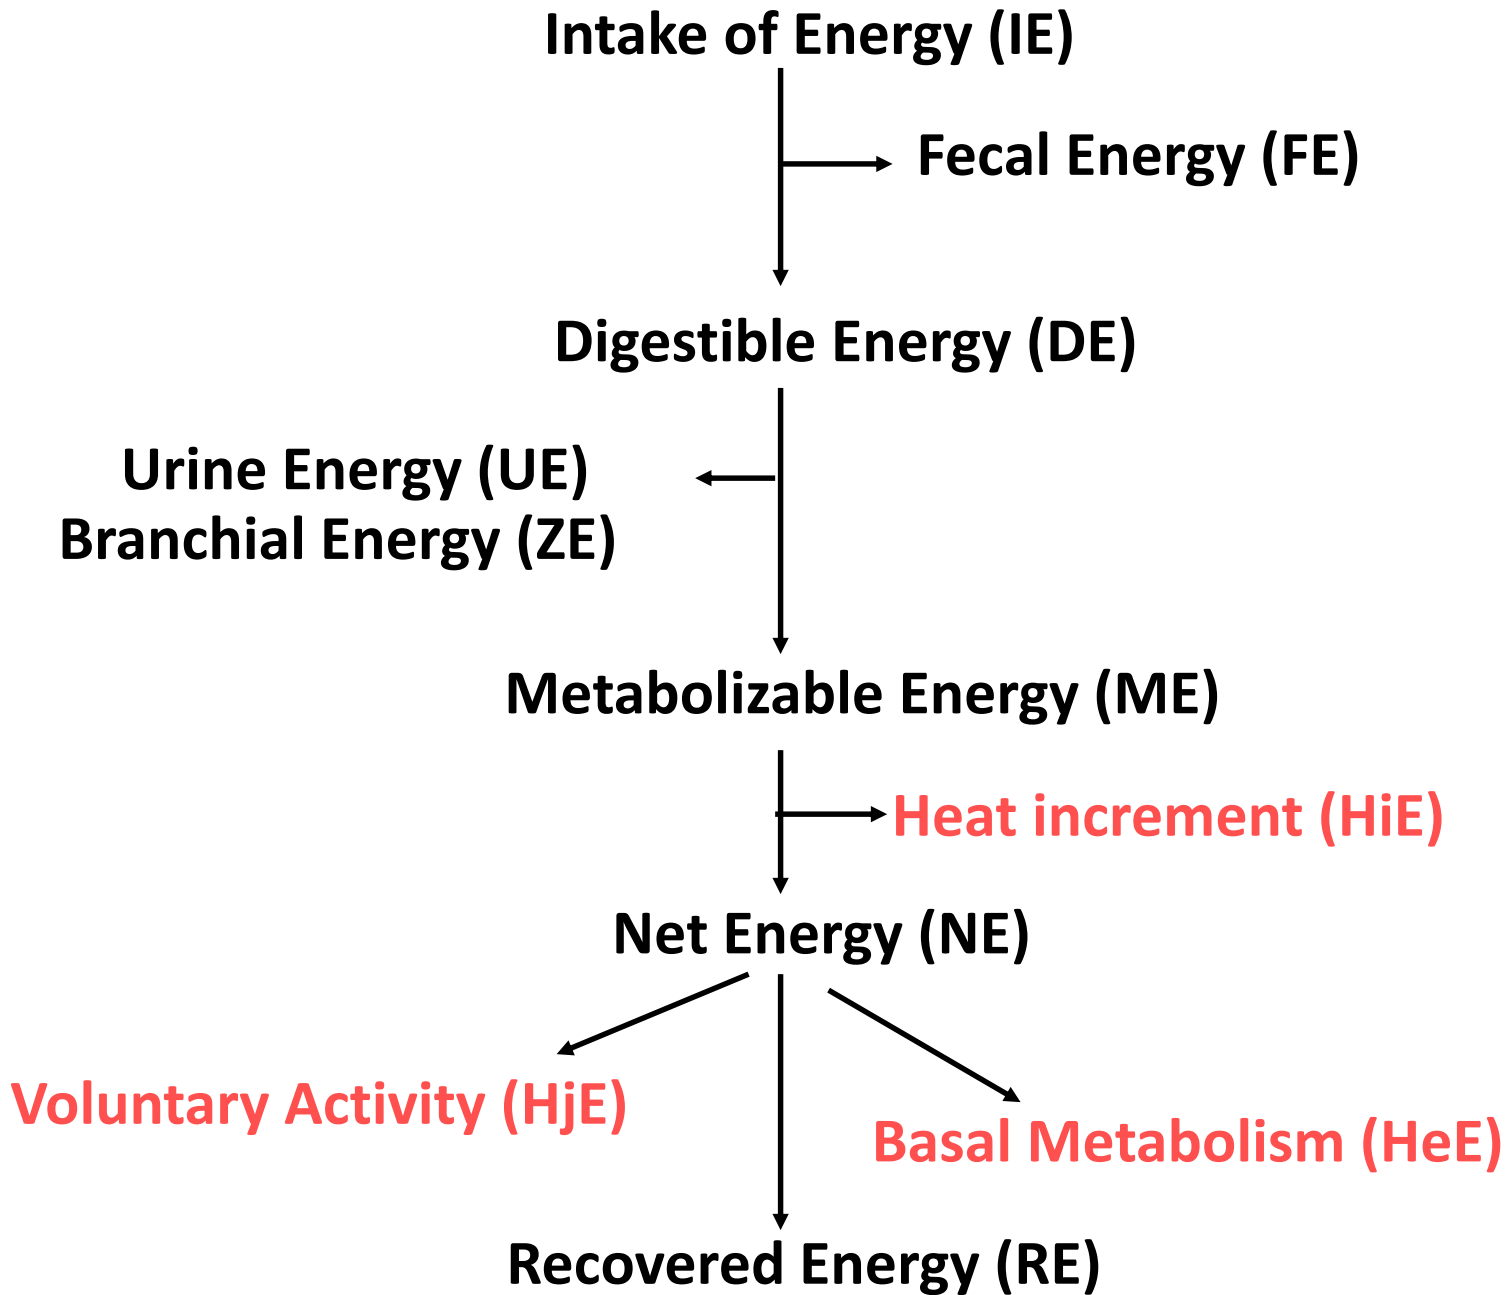 Intake of Energy (IE)
Fecal Energy (FE)
Digestible Energy (DE)
Urine Energy (UE)
Branchial Energy (ZE)
Metabolizable Energy (ME)
Heat increment (HiE)
Net Energy (NE)
Voluntary Activity (HjE)
Basal Metabolism (HeE)
Recovered Energy (RE)